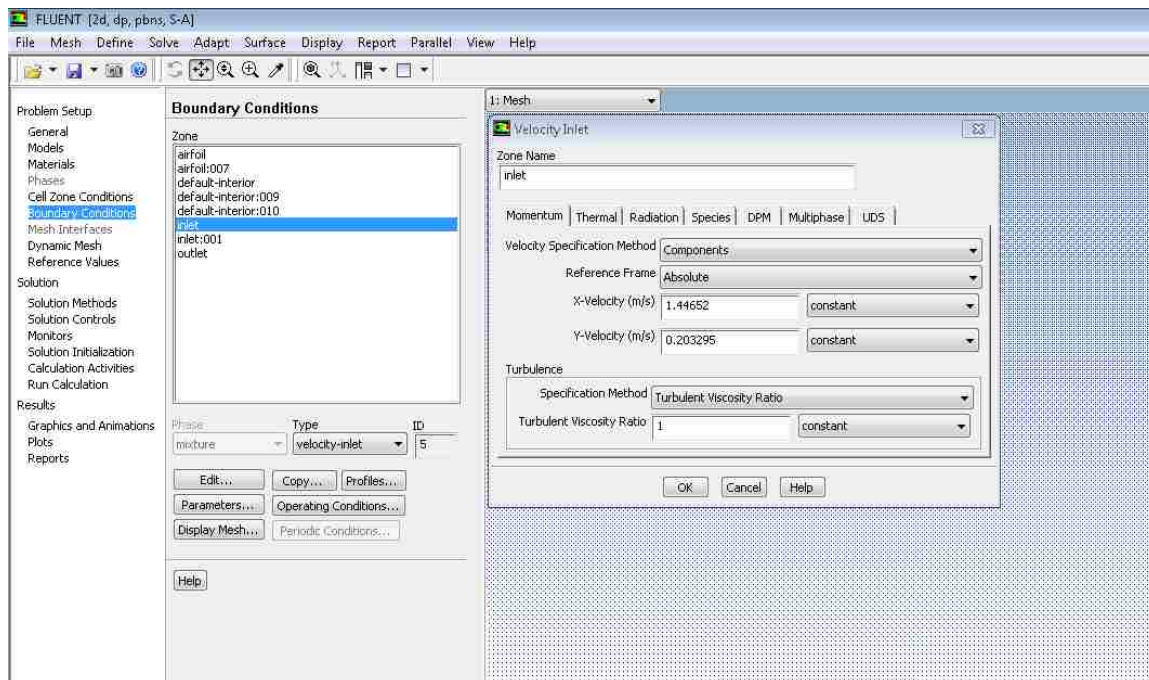 FLUENT [2d, dp, pbns, S-A]
File Mesh Define Solve Adapt Surface Display Report Parallel View Help
Problem Setup
General
Models
Materials
Phases
Cell Zone Conditions
Boundary Conditions
Mesh Interfaces
Dynamic Mesh
Reference Values
Solution
Solution Methods
Solution Controls
Monitors
Solution Initialization
Calculation Activities
Run Calculation
Results
Graphics and Animations
Plots
Reports
Boundary Conditions
Zone
airfoil
airfoil:007
default-interior
default-interior:009
default-interior:010
inlet
inlet:001
outlet
Phase Type ID
mixture velocity-inlet 5
Edit... Copy... Profiles...
Parameters... Operating Conditions...
Display Mesh... Periodic Conditions...
Help
1: Mesh
Velocity Inlet
Zone Name
inlet
Momentum Thermal Radiation Species DPM Multiphase UDS
Velocity Specification Method Components
Reference Frame Absolute
X-Velocity (m/s) 1.44652 constant
Y-Velocity (m/s) 0.203295 constant
Turbulence
Specification Method Turbulent Viscosity Ratio
Turbulent Viscosity Ratio 1 constant
OK Cancel Help